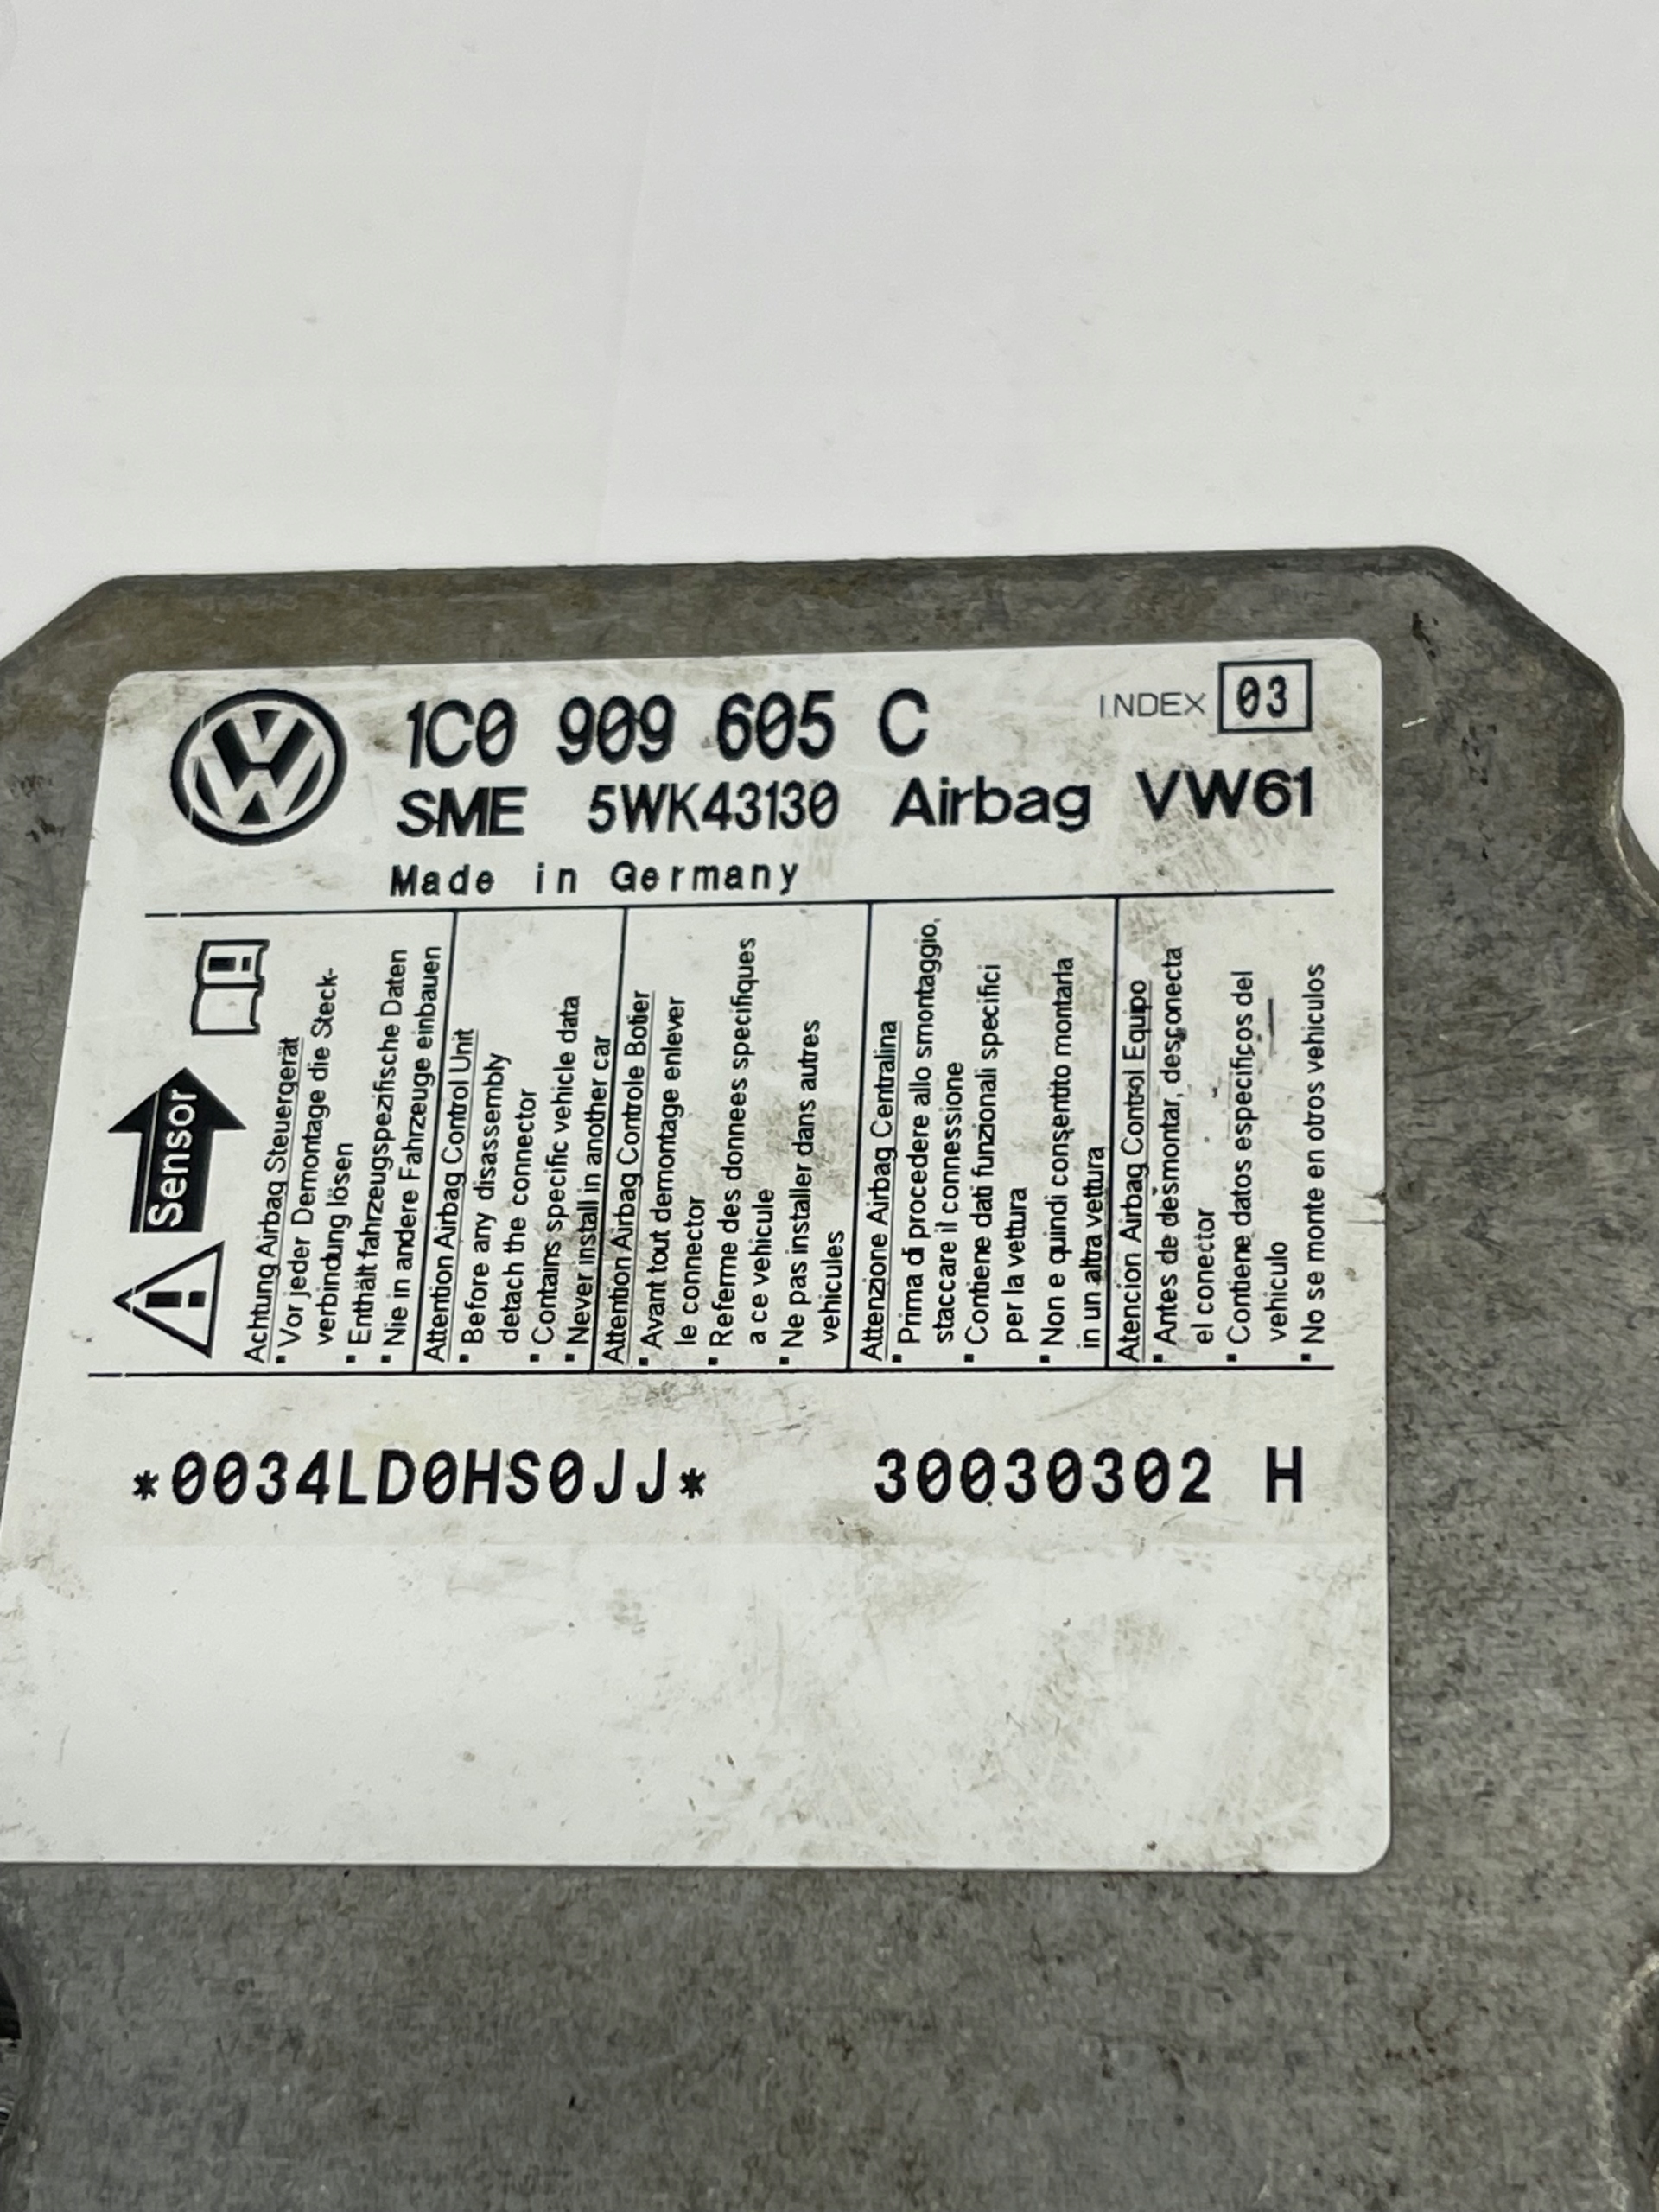 1C0 909 605 C INDEX 03
SME 5WK43130 Airbag VW61
Made in Germany
Sensor
Achtung Airbag Steuergerät
▪ Vor jeder Demontage die Steck-
verbindung lösen
▪ Enthält fahrzeugspezifische Daten
▪ Nie in andere Fahrzeuge einbauen
Attention Airbag Control Unit
▪ Before any disassembly
detach the connector
▪ Contains specific vehicle data
▪ Never install in another car
Attention Airbag Controle Botier
▪ Avant tout demontage enlever
le connector
▪ Referme des donnees specifiques
a ce vehicule
▪ Ne pas installer dans autres
vehicules
Attenzione Airbag Centralina
▪ Prima di procedere allo smontaggio,
staccare il connessione
▪ Contiene dati funzionali specifici
per la vettura
▪ Non e quindi consentito montarla
in un altra vettura
Atencion Airbag Control Equipo
▪ Antes de desmontar, desconecta
el conector
▪ Contiene datos especificos del
vehiculo
▪ No se monte en otros vehiculos
*0034LD0HS0JJ* 30030302 H